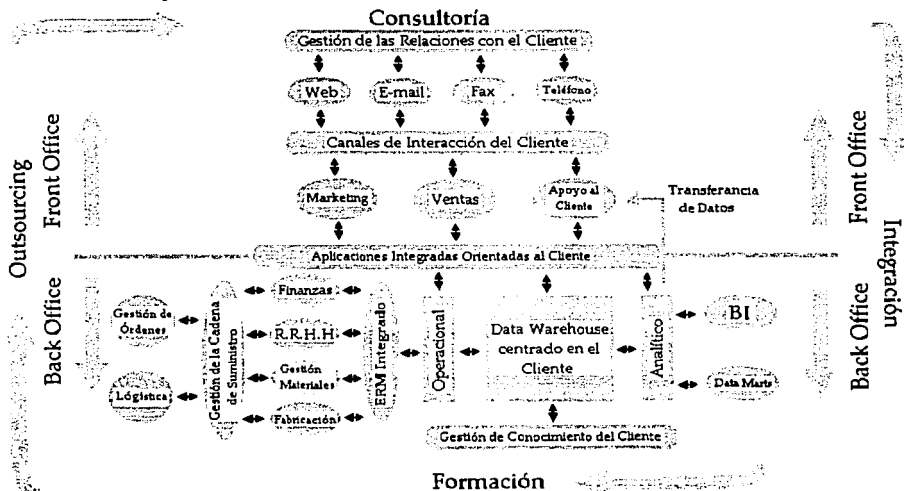 Consultoría
Gestión de las Relaciones con el Cliente
Web
E-mail
Fax
Teléfono
Canales de Interacción del Cliente
Marketing
Ventas
Apoyo al
Cliente
Transferancia
de Datos
Aplicaciones Integradas Orientadas al Cliente
Outsourcing
Front Office
Back Office
Front Office
Back Office
Integración
Gestión de
Órdenes
Lógistica
Gestión de la Cadena
de Suministro
Finanzas
R.R.H.H
Gestión
Materiales
Fabricación
ERM Integrado
Operacional
Data Warehouse
centrado en el
Cliente
Analítico
BI
Data Marts
Gestión de Conocimiento del Cliente
Formación